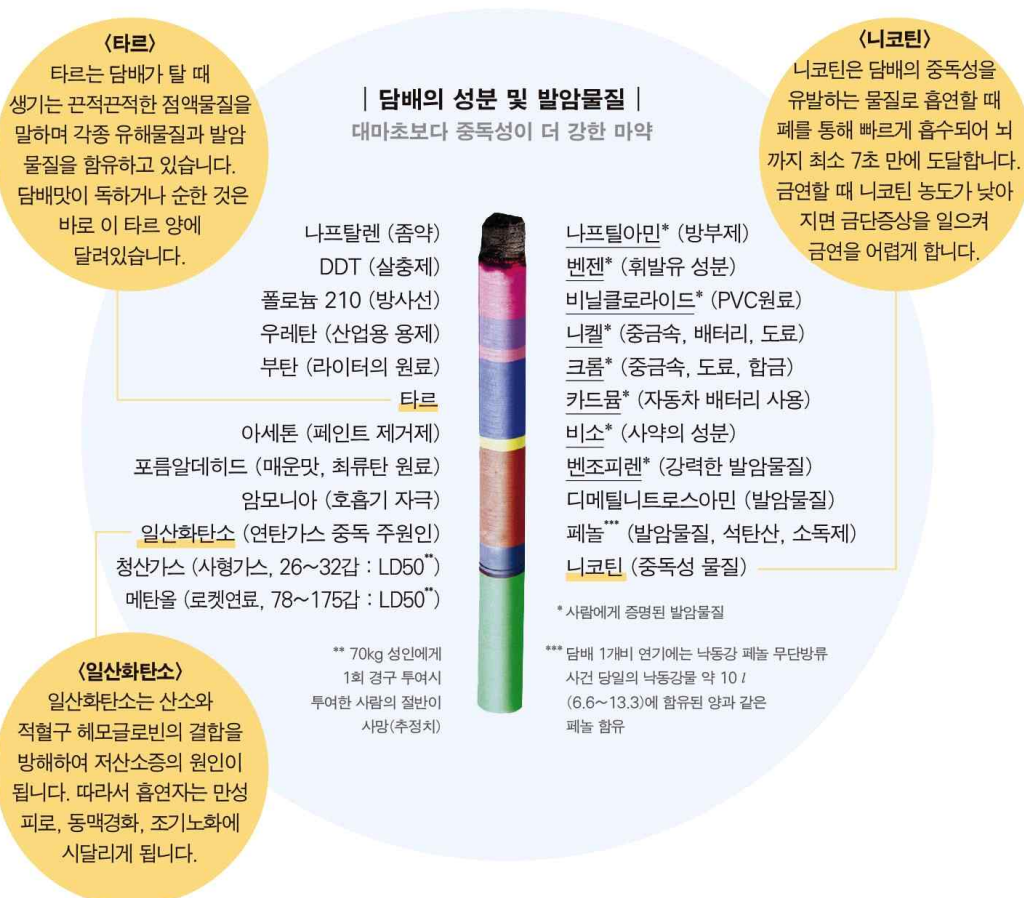 〈타르〉
타르는 담배가 탈 때
생기는 끈적끈적한 점액물질을
말하며 각종 유해물질과 발암
물질을 함유하고 있습니다.
담배맛이 독하거나 순한 것은
바로 이 타르 양에
달려있습니다.
| 담배의 성분 및 발암물질 |
대마초보다 중독성이 더 강한 마약
〈니코틴〉
니코틴은 담배의 중독성을
유발하는 물질로 흡연할 때
폐를 통해 빠르게 흡수되어 뇌
까지 최소 7초 만에 도달합니다.
금연할 때 니코틴 농도가 낮아
지면 금단증상을 일으켜
금연을 어렵게 합니다.
나프탈렌 (좀약)
DDT (살충제)
폴로늄 210 (방사선)
우레탄 (산업용 용제)
부탄 (라이터의 원료)
타르
아세톤 (페인트 제거제)
포름알데히드 (매운맛, 최류탄 원료)
암모니아 (호흡기 자극)
일산화탄소 (연탄가스 중독 주원인)
청산가스 (사형가스, 26~32갑 : LD50**)
메탄올 (로켓연료, 78~175갑 : LD50**)
나프틸아민* (방부제)
벤젠* (휘발유 성분)
비닐클로라이드* (PVC원료)
니켈* (중금속, 배터리, 도료)
크롬* (중금속, 도료, 합금)
카드뮴* (자동차 배터리 사용)
비소* (사약의 성분)
벤조피렌* (강력한 발암물질)
디메틸니트로스아민 (발암물질)
페놀*** (발암물질, 석탄산, 소독제)
니코틴 (중독성 물질)
* 사람에게 증명된 발암물질
** 70kg 성인에게
1회 경구 투여시
투여한 사람의 절반이
사망(추정치)
*** 담배 1개비 연기에는 낙동강 페놀 무단방류
사건 당일의 낙동강물 약 10 l
(6.6~13.3)에 함유된 양과 같은
페놀 함유
〈일산화탄소〉
일산화탄소는 산소와
적혈구 헤모글로빈의 결합을
방해하여 저산소증의 원인이
됩니다. 따라서 흡연자는 만성
피로, 동맥경화, 조기노화에
시달리게 됩니다.